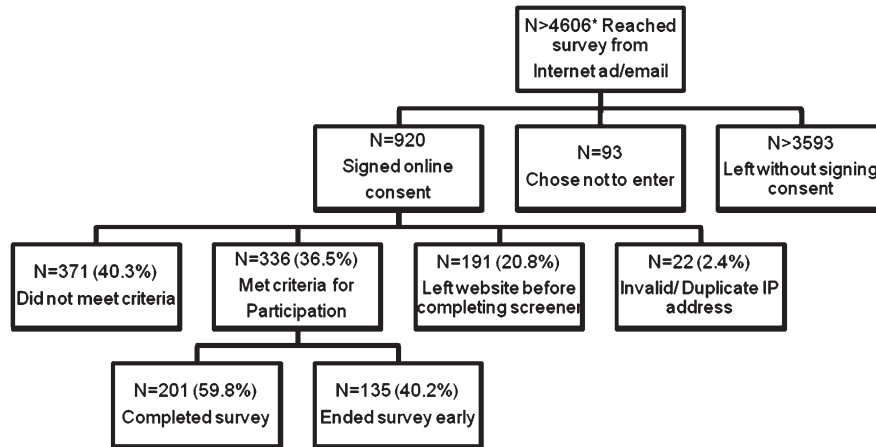 N>4606* Reached
survey from
Internet ad/email
N=920
Signed online
consent
N=93
Chose not to enter
N>3593
Left without signing
consent
N=371 (40.3%)
Did not meet criteria
N=336 (36.5%)
Met criteria for
Participation
N=191 (20.8%)
Left website before
completing screener
N=22 (2.4%)
Invalid/ Duplicate IP
address
N=201 (59.8%)
Completed survey
N=135 (40.2%)
Ended survey early